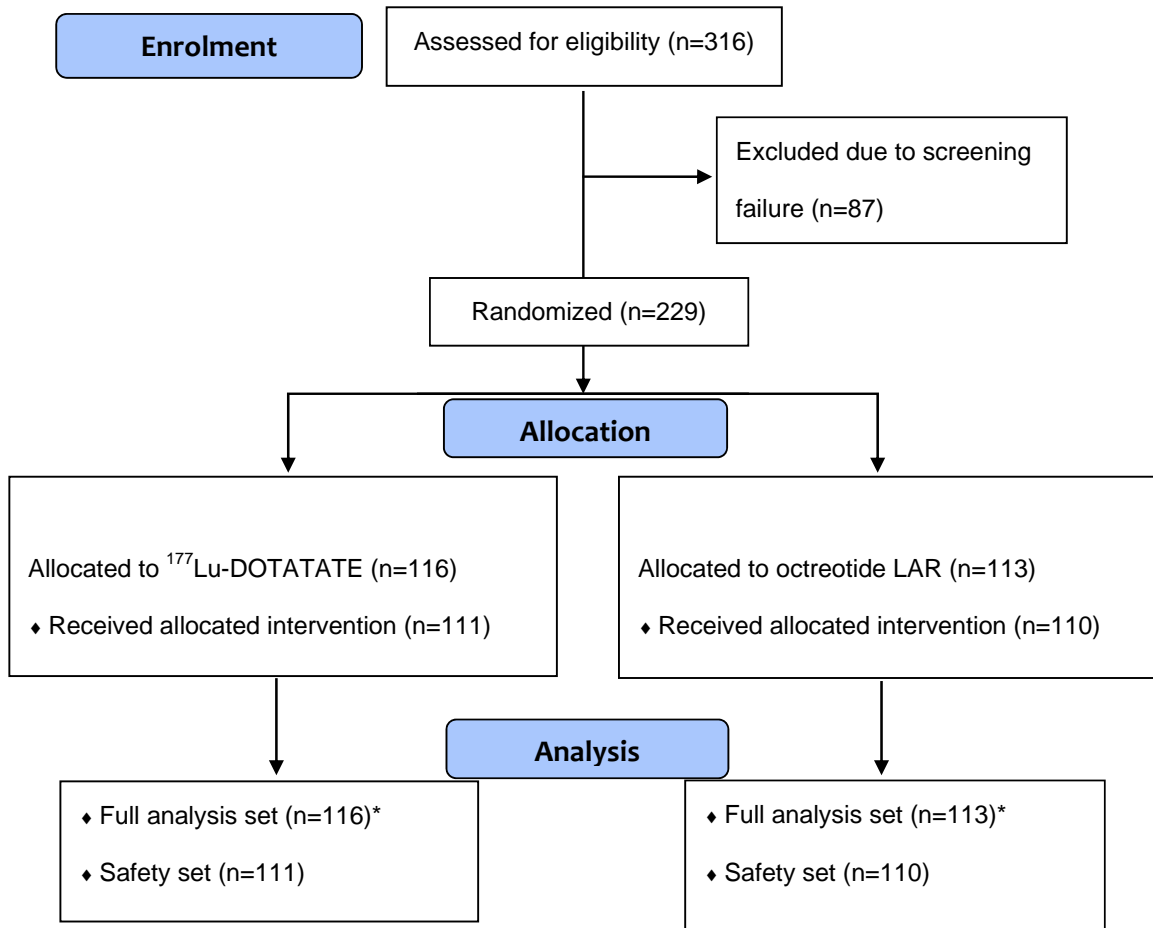 Enrolment
Assessed for eligibility (n=316)
Excluded due to screening
failure (n=87)
Randomized (n=229)
Allocation
Allocated to ¹⁷⁷Lu-DOTATATE (n=116)
♦ Received allocated intervention (n=111)
Allocated to octreotide LAR (n=113)
♦ Received allocated intervention (n=110)
Analysis
♦ Full analysis set (n=116)*
♦ Safety set (n=111)
♦ Full analysis set (n=113)*
♦ Safety set (n=110)